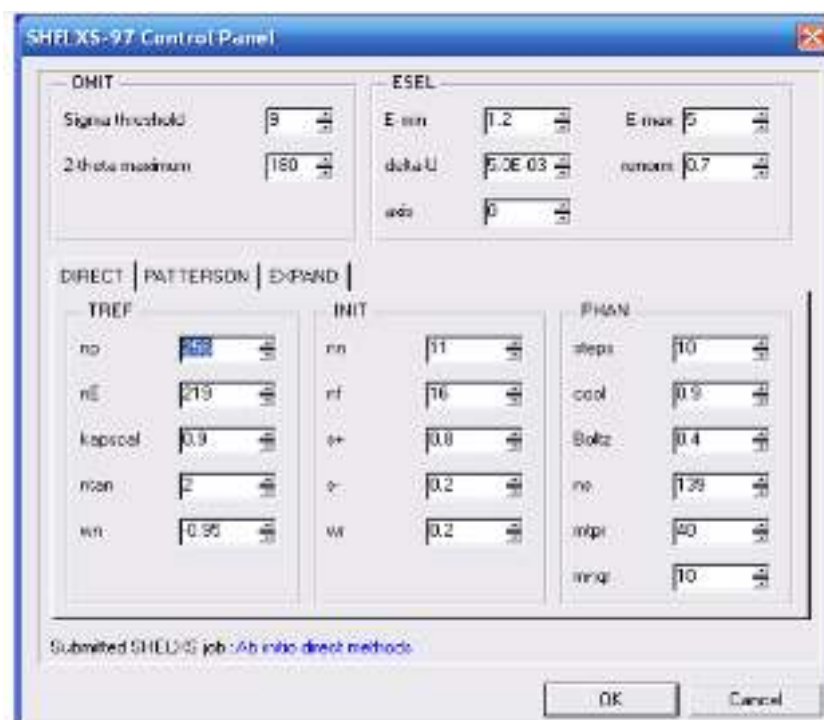 SHELXS-97 Control Panel
OMIT
Sigma threshold 9
2-theta maximum 180
ESEL
E-min 1.2 E-max 5
delta-U 5.0E-03 renorm 0.7
axis 0
DIRECT PATTERSON EXPAND
TREF
np 256
nE 219
kapscal 0.9
ntan 2
wn -0.95
INIT
nn 11
nf 16
s+ 0.8
s- 0.2
wr 0.2
PHAN
steps 10
cool 0.9
Boltz 0.4
ns 139
mtpr 40
mnqr 10
Submitted SHELXS job : Ab initio direct methods
OK Cancel